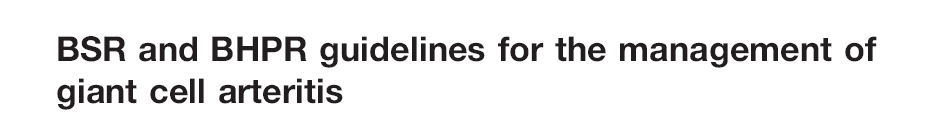 BSR and BHPR guidelines for the management of
giant cell arteritis